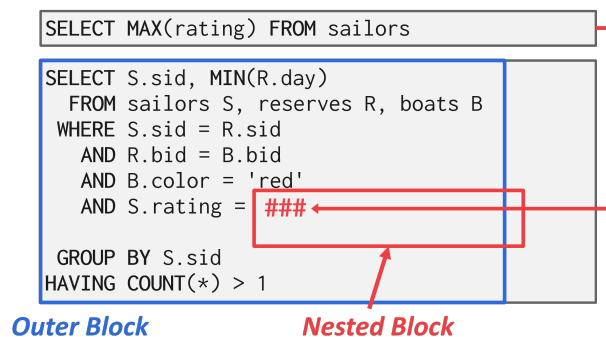 SELECT MAX(rating) FROM sailors
SELECT S.sid, MIN(R.day)
FROM sailors S, reserves R, boats B
WHERE S.sid = R.sid
AND R.bid = B.bid
AND B.color = 'red'
AND S.rating = ###
GROUP BY S.sid
HAVING COUNT(*) > 1
Outer Block
Nested Block